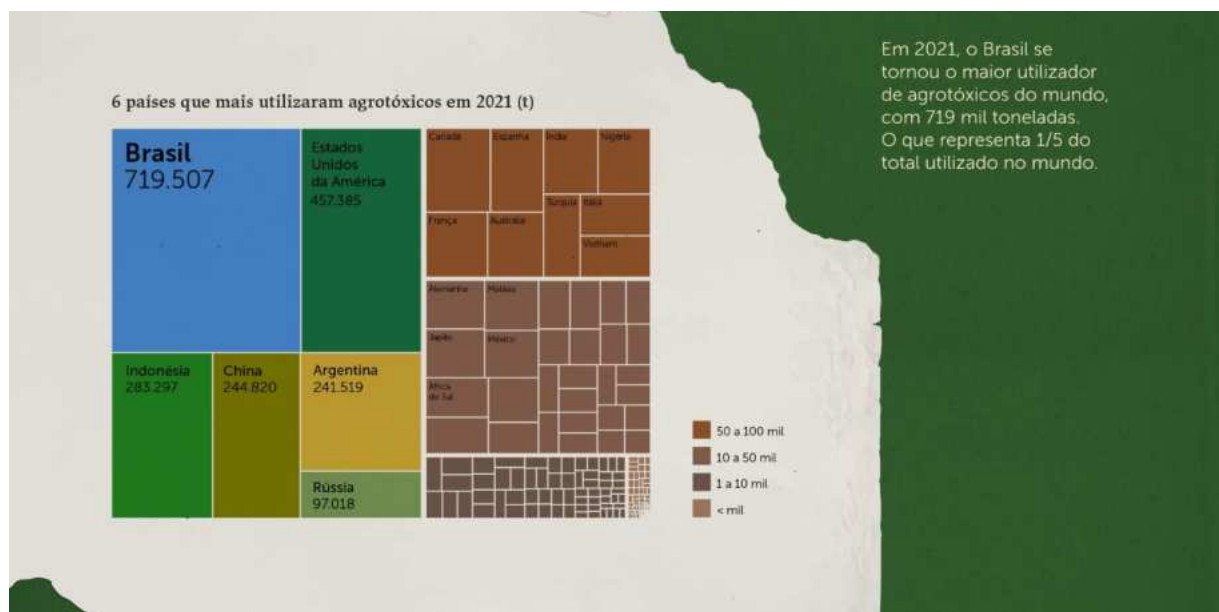 Em 2021, o Brasil se
tornou o maior utilizador
de agrotóxicos do mundo,
com 719 mil toneladas.
O que representa 1/5 do
total utilizado no mundo.
6 países que mais utilizaram agrotóxicos em 2021 (t)
Brasil
719.507
Estados
Unidos
da América
457.385
Indonésia
283.297
China
244.820
Argentina
241.519
Rússia
97.018
Canadá
Espanha
Índia
Nigéria
França
Austrália
Turquia
Itália
Vietnam
Alemanha
Malásia
Japão
México
África
do Sul
50 a 100 mil
10 a 50 mil
1 a 10 mil
< mil